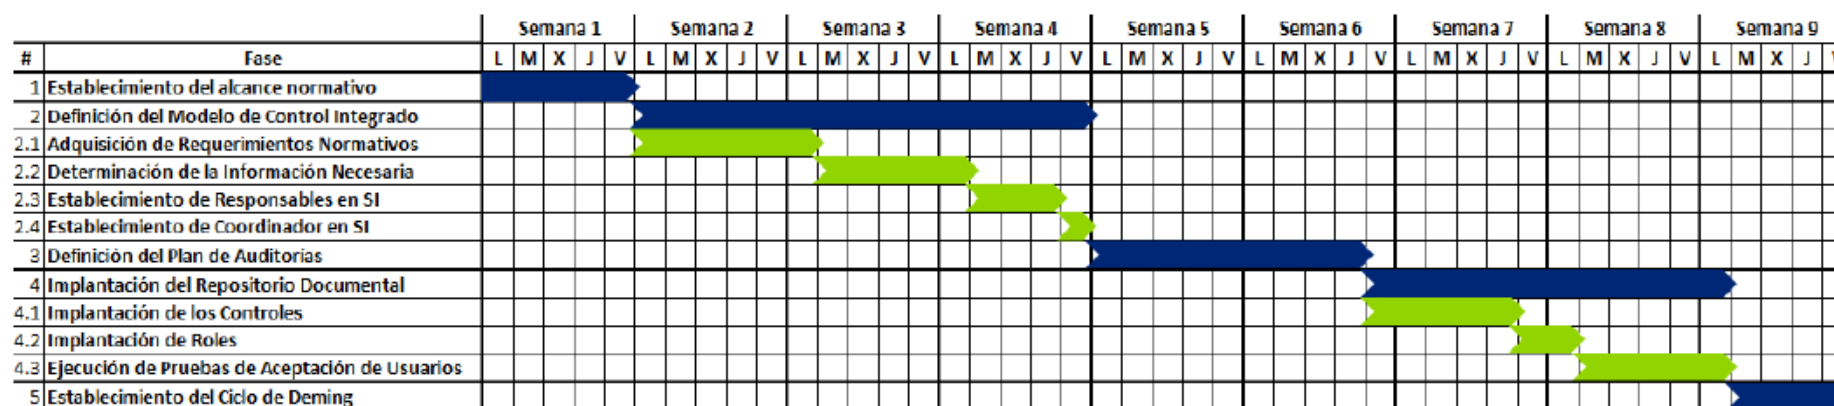 Semana 1 Semana 2 Semana 3 Semana 4 Semana 5 Semana 6 Semana 7 Semana 8 Semana 9
# Fase L M X J V L M X J V L M X J V L M X J V L M X J V L M X J V L M X J V L M X J V L M X J
1 Establecimiento del alcance normativo
2 Definición del Modelo de Control Integrado
2.1 Adquisición de Requerimientos Normativos
2.2 Determinación de la Información Necesaria
2.3 Establecimiento de Responsables en SI
2.4 Establecimiento de Coordinador en SI
3 Definición del Plan de Auditorías
4 Implantación del Repositorio Documental
4.1 Implantación de los Controles
4.2 Implantación de Roles
4.3 Ejecución de Pruebas de Aceptación de Usuarios
5 Establecimiento del Ciclo de Deming